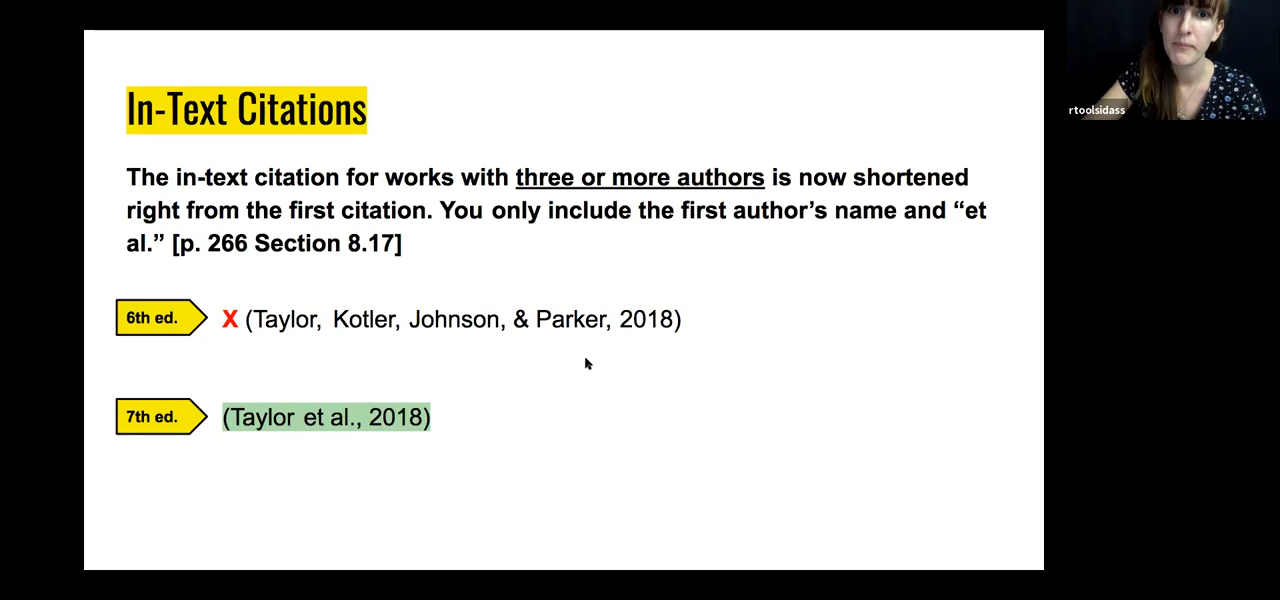 In-Text Citations
The in-text citation for works with three or more authors is now shortened
right from the first citation. You only include the first author’s name and “et
al.” [p. 266 Section 8.17]
6th ed. X (Taylor, Kotler, Johnson, & Parker, 2018)
7th ed. (Taylor et al., 2018)
rtoolsidass